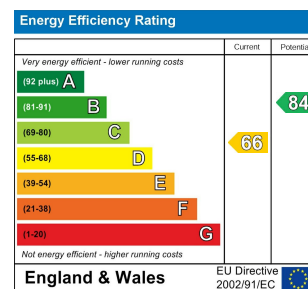 Energy Efficiency Rating
Current
Very energy efficient - lower running costs
(92 plus) A
(81-91) B
84
(69-80) C
66
(55-68) D
(39-54) E
(21-38) F
(1-20) G
Not energy efficient - higher running costs
England & Wales
EU Directive
2002/91/EC